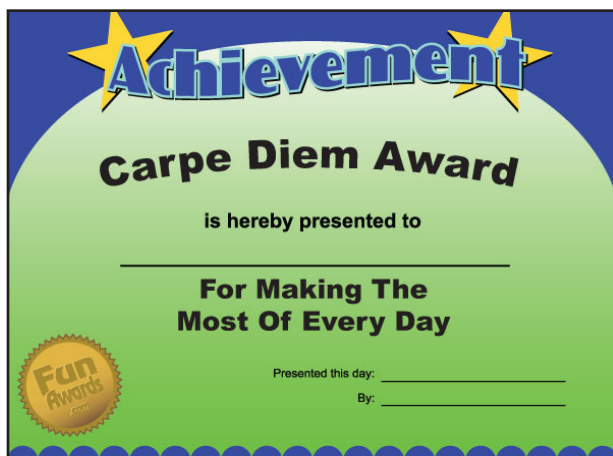 Achievement
Carpe Diem Award
is hereby presented to
For Making The
Most Of Every Day
Presented this day:
By:
Fun
Awards
.com